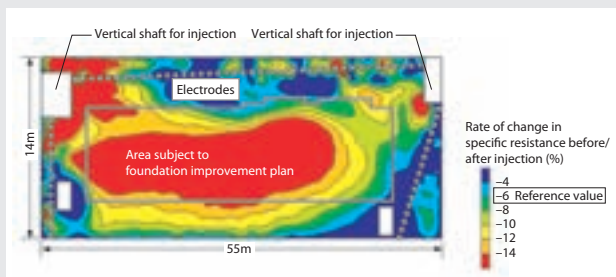 Vertical shaft for injection
Vertical shaft for injection
Electrodes
Area subject to
foundation improvement plan
14m
55m
Rate of change in
specific resistance before/
after injection (%)
–4
–6 Reference value
–8
–10
–12
–14